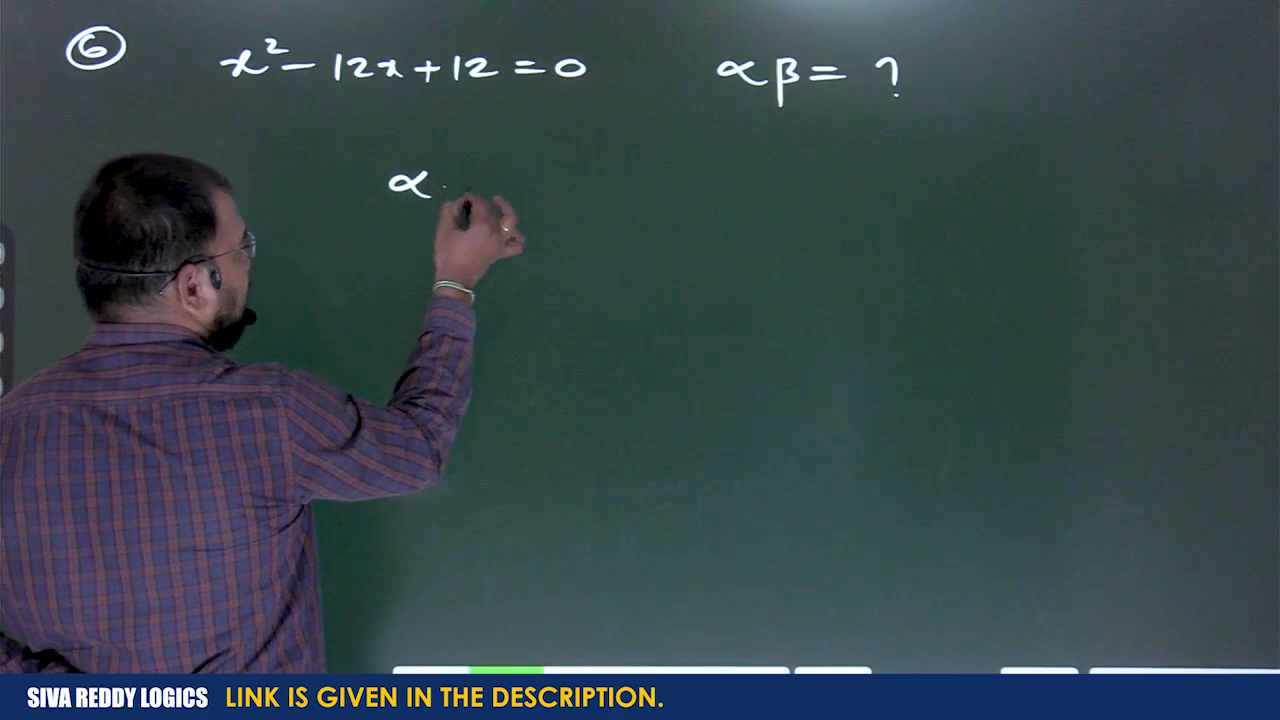 ⑥ x² - 12x + 12 = 0 αβ = ?
α
SIVA REDDY LOGICS LINK IS GIVEN IN THE DESCRIPTION.